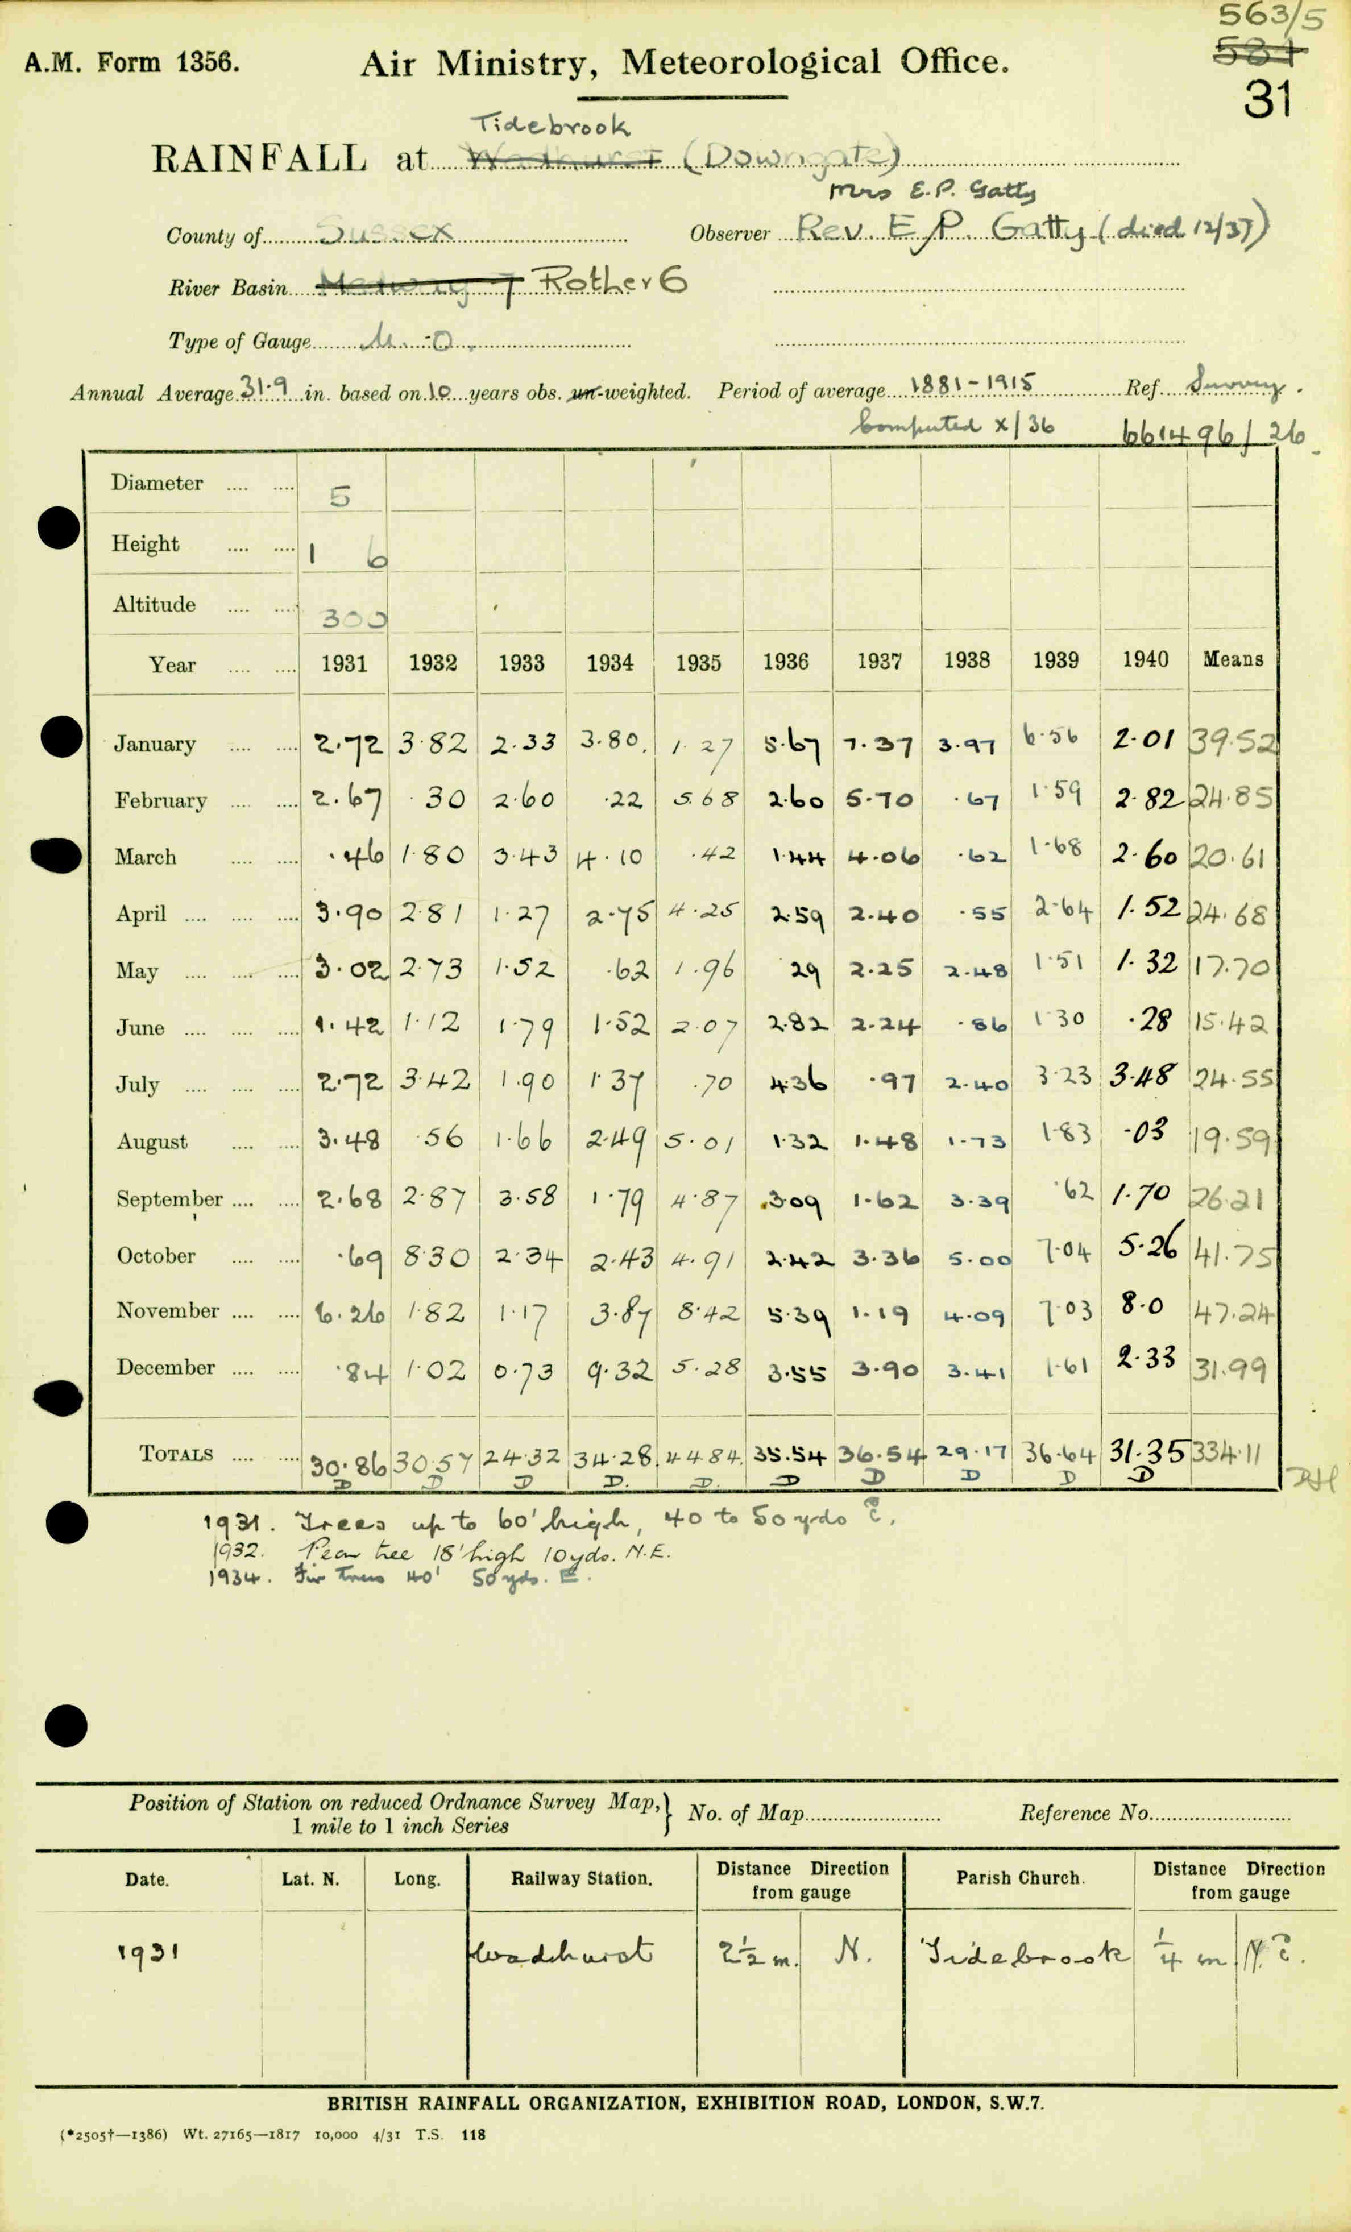 563/5
A.M. Form 1356. Air Ministry, Meteorological Office. 581
31
Tidebrook
RAINFALL at Wadhurst (Downgate)
Mrs E.P. Gatty
County of Sussex Observer Rev. E.P. Gatty (died 12/37)
River Basin Medway 7 Rother 6
Type of Gauge M.O.
Annual Average 31.9 in. based on 10 years obs. un-weighted. Period of average 1881-1915 Ref. Survey.
Computed x/36 661496/26
Diameter .... .... 5
Height .... .... 1 6
Altitude .... .... 300
Year .... .... 1931 1932 1933 1934 1935 1936 1937 1938 1939 1940 Means
January .... .... 2.72 3.82 2.33 3.80 1.27 5.67 7.37 3.97 6.56 2.01 39.52
February .... .... 2.67 .30 2.60 .22 5.68 2.60 5.70 .67 1.59 2.82 24.85
March .... .... .46 1.80 3.43 4.10 .42 1.44 4.06 .62 1.68 2.60 20.61
April .... .... .... 3.90 2.81 1.27 2.75 4.25 2.59 2.40 .55 2.64 1.52 24.68
May .... .... .... 3.02 2.73 1.52 .62 1.96 29 2.25 2.48 1.51 1.32 17.70
June .... .... .... 1.42 1.12 1.79 1.52 2.07 2.82 2.24 .86 1.30 .28 15.42
July .... .... .... 2.72 3.42 1.90 1.37 .70 4.36 .97 2.40 3.23 3.48 24.55
August .... .... 3.48 .56 1.66 2.49 5.01 1.32 1.48 1.73 1.83 .03 19.59
September .... .... 2.68 2.87 3.58 1.79 4.87 3.09 1.62 3.39 .62 1.70 26.21
October .... .... .69 8.30 2.34 2.43 4.91 2.42 3.36 5.00 7.04 5.26 41.75
November .... .... 6.26 1.82 1.17 3.87 8.42 5.39 1.19 4.09 7.03 8.0 47.24
December .... .... .84 1.02 0.73 9.32 5.28 3.55 3.90 3.41 1.61 2.33 31.99
TOTALS .... .... 30.86 30.57 24.32 34.28 44.84 35.54 36.54 29.17 36.64 31.35 334.11
D D D D. D. D D D D D
1931. Trees up to 60' high, 40 to 50 yds E.
1932. Pear tree 18' high 10 yds. N.E.
1934. Fir Trees 40' 50 yds. E.
Position of Station on reduced Ordnance Survey Map,} No. of Map Reference No.
1 mile to 1 inch Series
Date. Lat. N. Long. Railway Station. Distance Direction from gauge Parish Church. Distance Direction from gauge
1931 Wadhurst 2½ m. N. Tidebrook ¼ m N.E.
BRITISH RAINFALL ORGANIZATION, EXHIBITION ROAD, LONDON, S.W.7.
(*2505†—1386) Wt. 27165—1817 10,000 4/31 T.S. 118